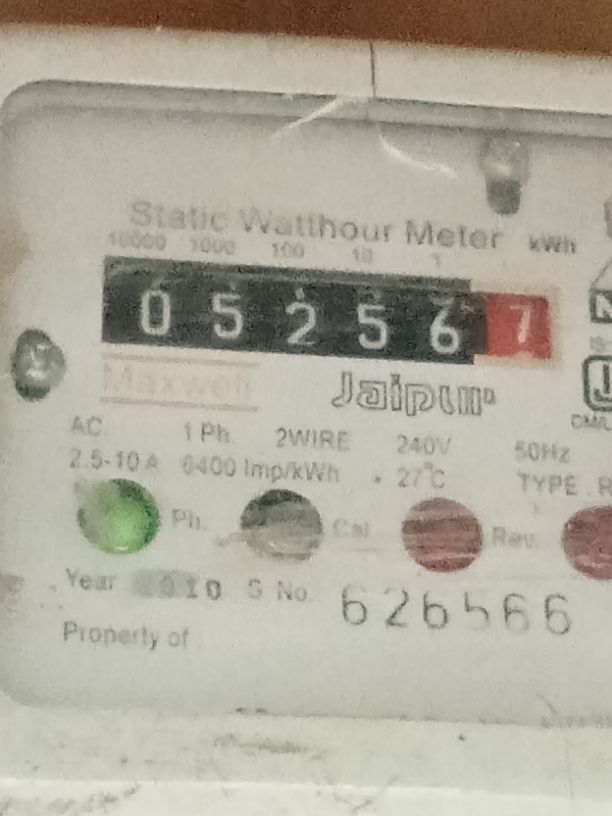 Static Watthour Meter kWh
10000 1000 100 10 1
0 5 2 5 6 7
Maxwell
Jaipur
AC 1 Ph. 2WIRE 240V 50Hz
2.5-10A 6400 Imp/kWh . 27°C TYPE
Ph. Cal. Rev.
Year 2010 S. No. 626566
Property of